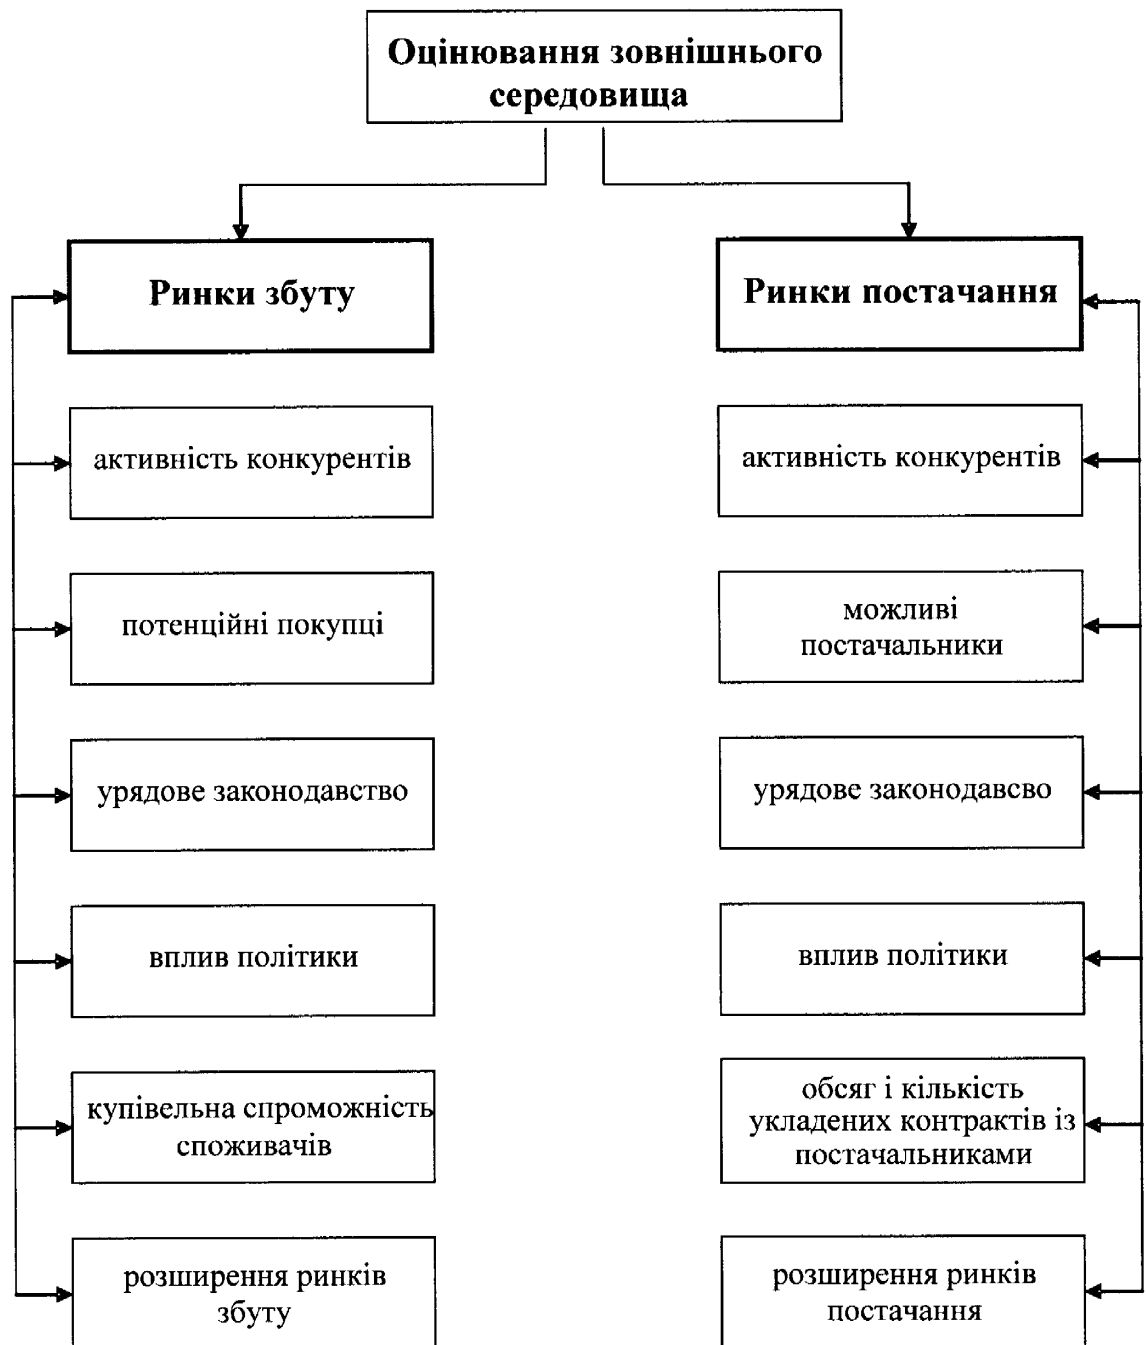 Оцінювання зовнішнього
середовища
Ринки збуту
активність конкурентів
потенційні покупці
урядове законодавство
вплив політики
купівельна спроможність
споживачів
розширення ринків
збуту
Ринки постачання
активність конкурентів
можливі
постачальники
урядове законодавсво
вплив політики
обсяг і кількість
укладених контрактів із
постачальниками
розширення ринків
постачання